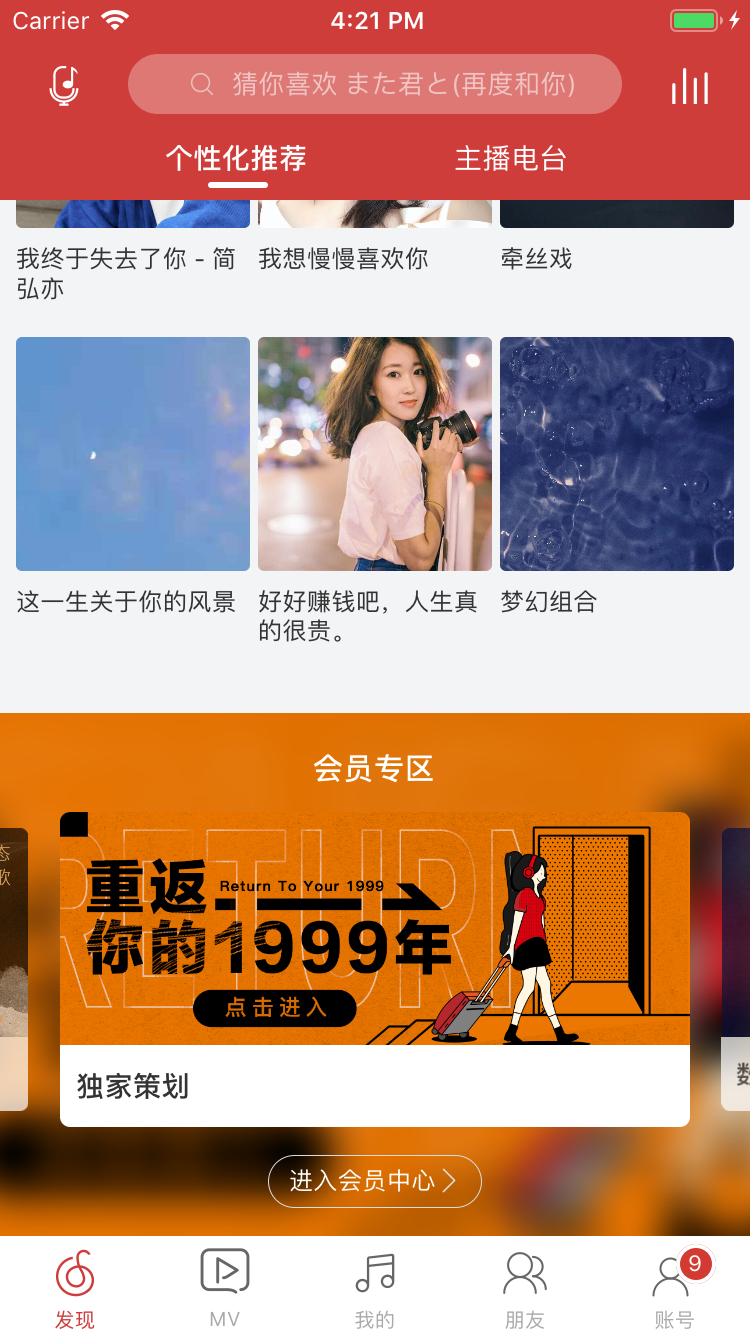 Carrier
4:21 PM
猜你喜欢 また君と(再度和你)
个性化推荐
主播电台
我终于失去了你 - 简
弘亦
我想慢慢喜欢你
牵丝戏
这一生关于你的风景
好好赚钱吧，人生真
的很贵。
梦幻组合
会员专区
态
歌
RETURN
重返
Return To Your 1999
你的1999年
点击进入
独家策划
数
进入会员中心
发现
MV
我的
朋友
9
账号